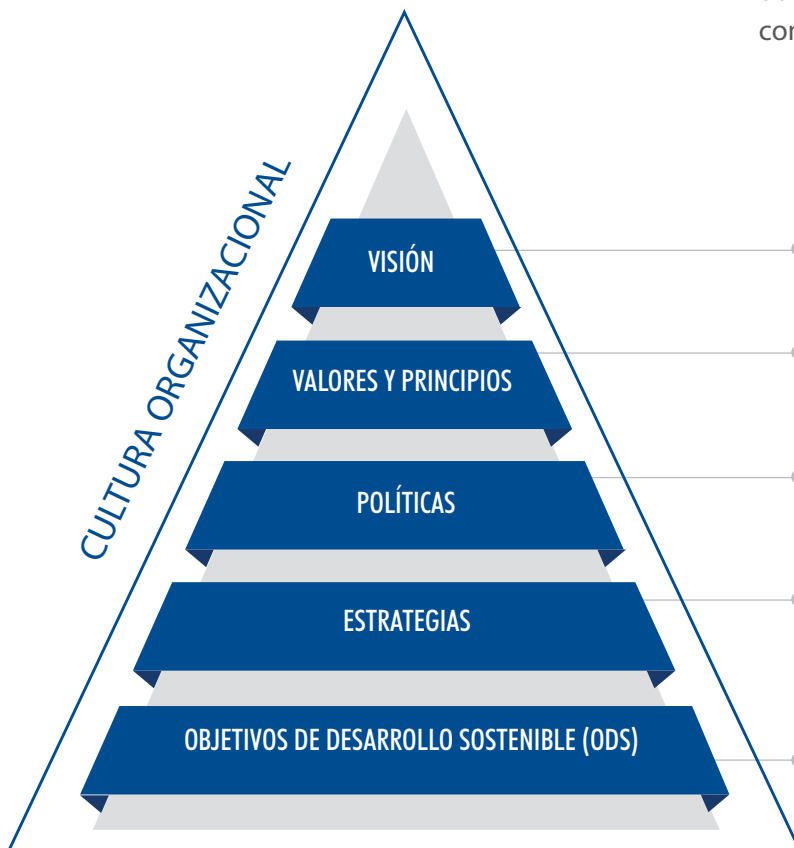 CULTURA ORGANIZACIONAL
VISIÓN
VALORES Y PRINCIPIOS
POLÍTICAS
ESTRATEGIAS
OBJETIVOS DE DESARROLLO SOSTENIBLE (ODS)